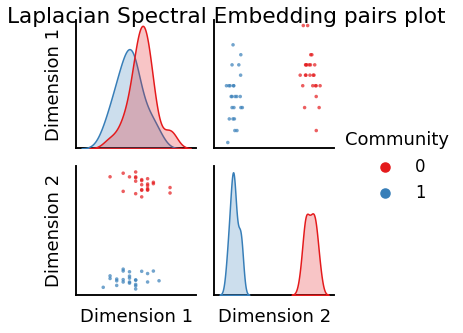 Laplacian Spectral Embedding pairs plot
Dimension 1
Community
0
1
Dimension 2
Dimension 1
Dimension 2